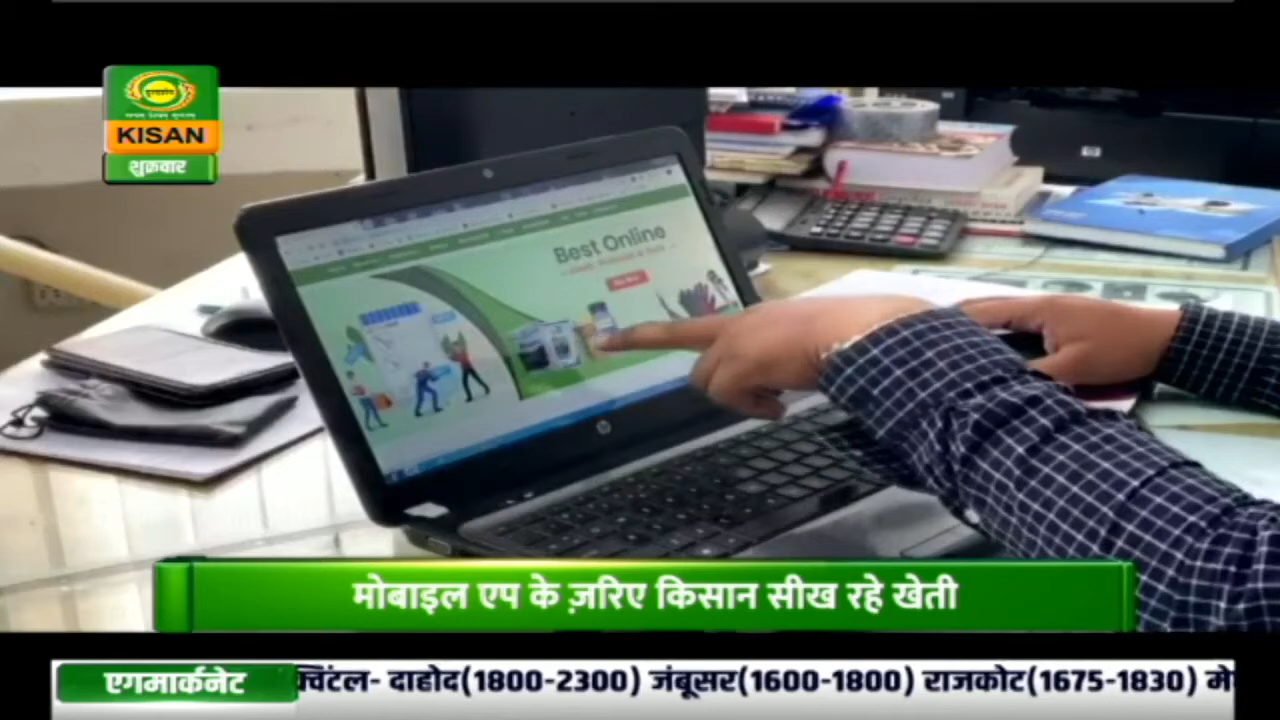 KISAN
शुक्रवार
Best Online
मोबाइल एप के ज़रिए किसान सीख रहे खेती
एगमार्कनेट
क्विंटल- दाहोद(1800-2300) जंबूसर(1600-1800) राजकोट(1675-1830) मे